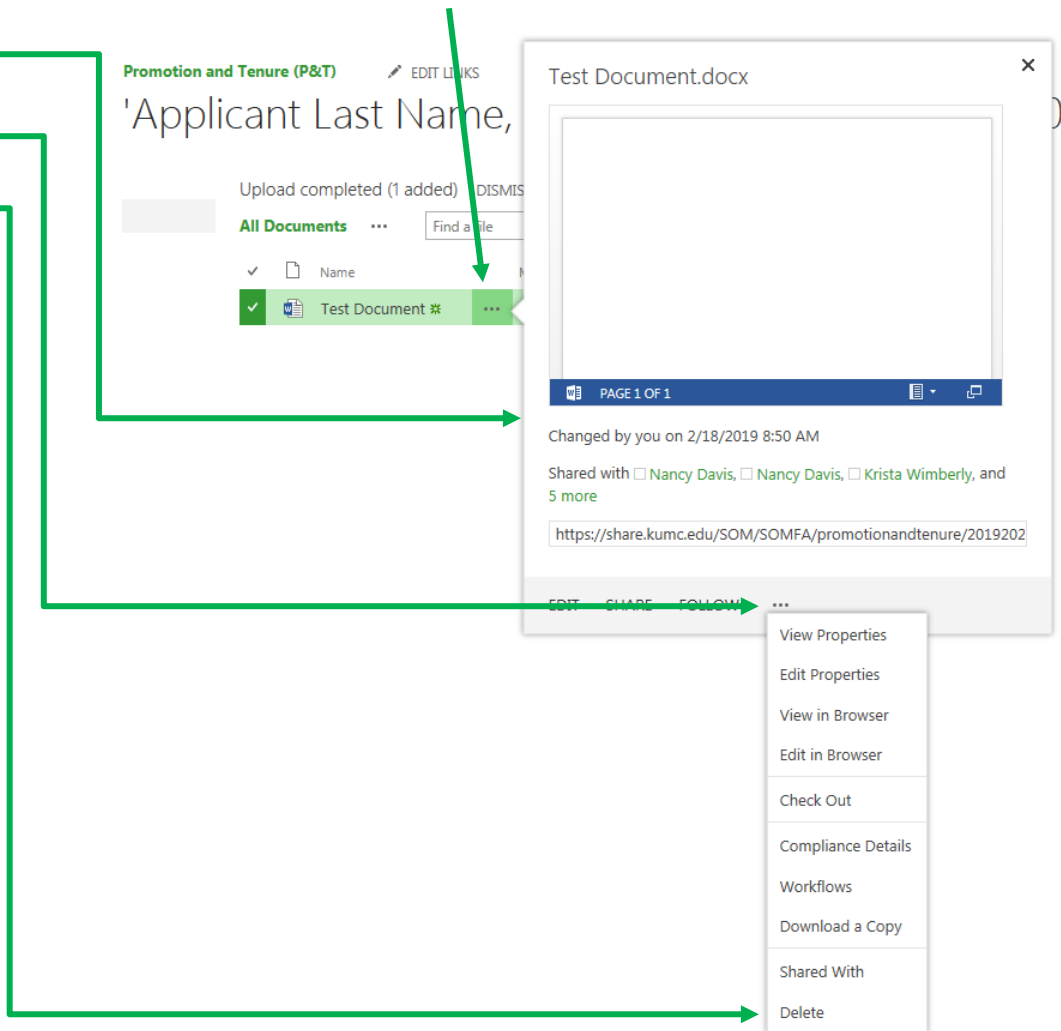 Promotion and Tenure (P&T) EDIT LINKS
'Applicant Last Name,
Upload completed (1 added) DISMIS
All Documents ··· Find a file
Name
Test Document ···
Test Document.docx
PAGE 1 OF 1
Changed by you on 2/18/2019 8:50 AM
Shared with Nancy Davis, Nancy Davis, Krista Wimberly, and
5 more
https://share.kumc.edu/SOM/SOMFA/promotionandtenure/2019202
EDIT SHARE FOLLOW ···
View Properties
Edit Properties
View in Browser
Edit in Browser
Check Out
Compliance Details
Workflows
Download a Copy
Shared With
Delete